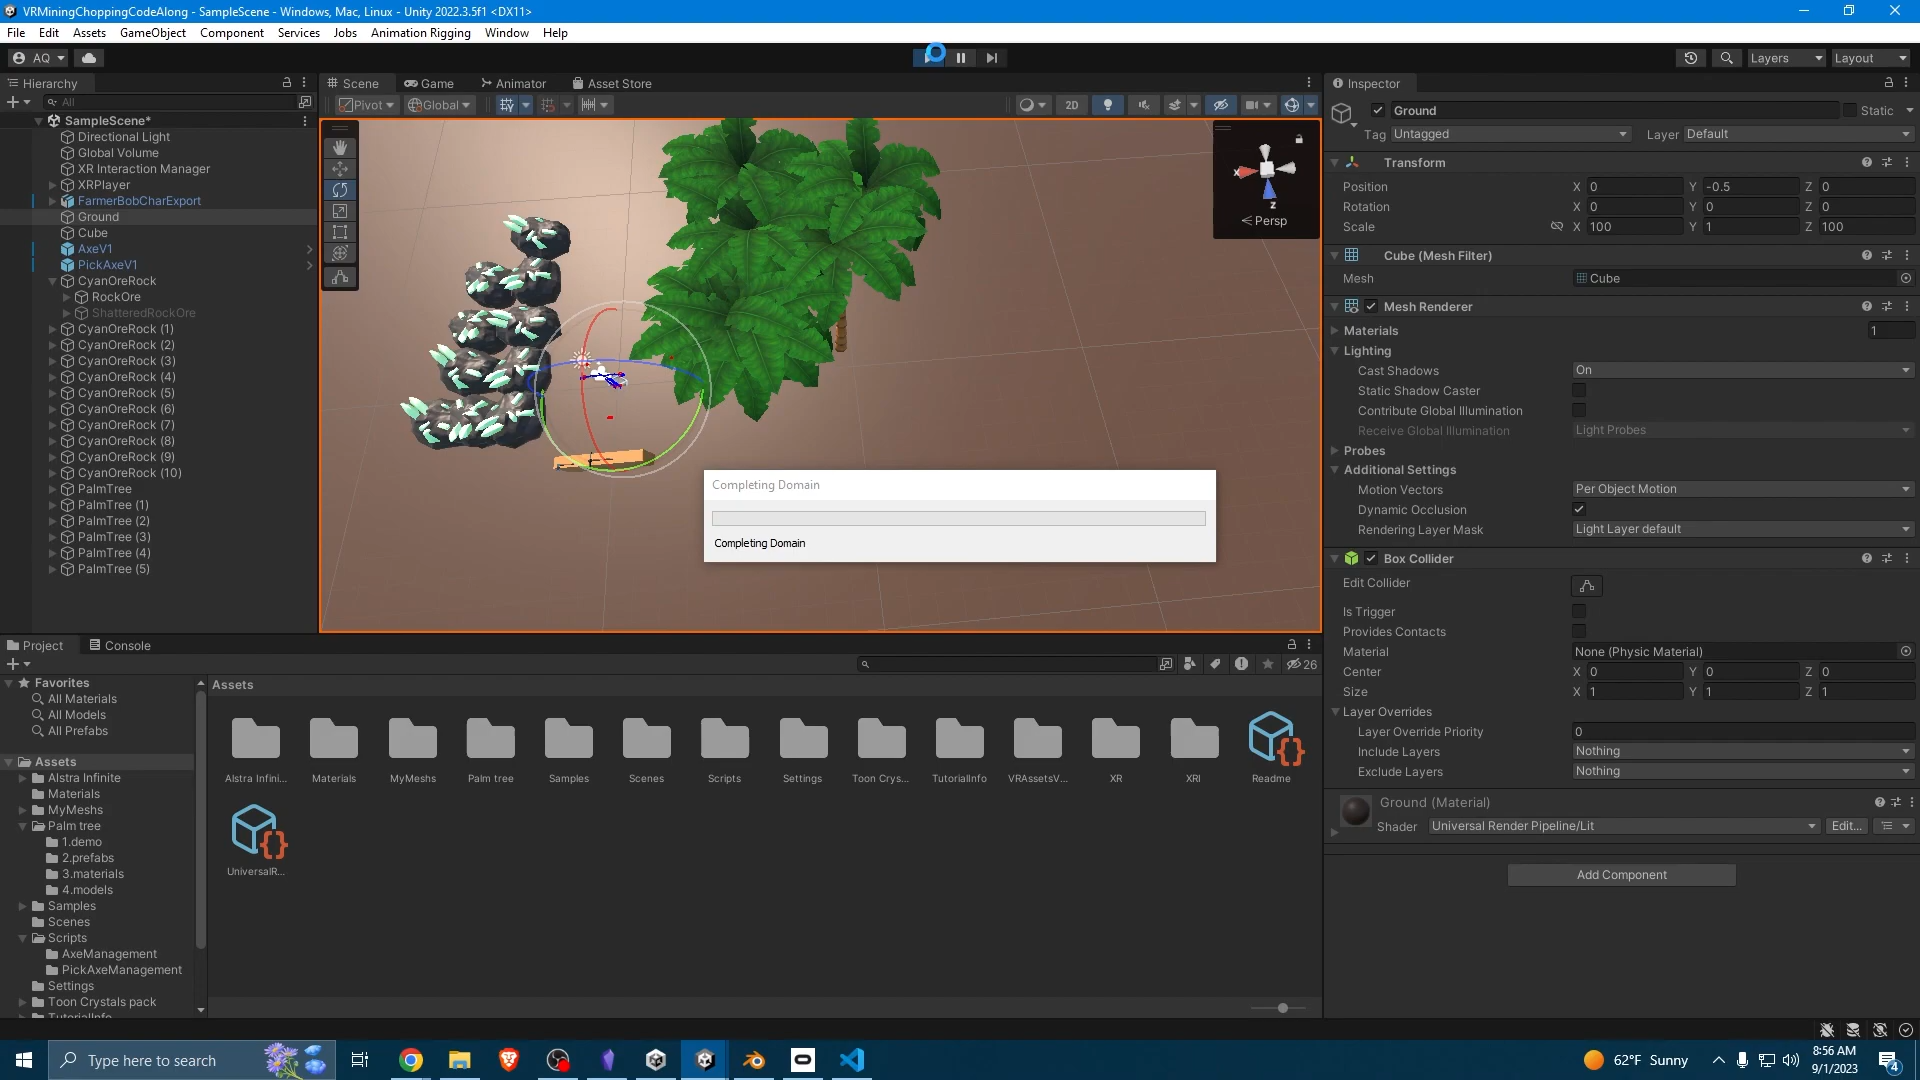 VRMiningChoppingCodeAlong - SampleScene - Windows, Mac, Linux - Unity 2022.3.5f1 <DX11>
File Edit Assets GameObject Component Services Jobs Animation Rigging Window Help
AQ
Layers Layout
Hierarchy
All
SampleScene*
Directional Light
Global Volume
XR Interaction Manager
XRPlayer
FarmerBobCharExport
Ground
Cube
AxeV1
PickAxeV1
CyanOreRock
RockOre
ShatteredRockOre
CyanOreRock (1)
CyanOreRock (2)
CyanOreRock (3)
CyanOreRock (4)
CyanOreRock (5)
CyanOreRock (6)
CyanOreRock (7)
CyanOreRock (8)
CyanOreRock (9)
CyanOreRock (10)
PalmTree
PalmTree (1)
PalmTree (2)
PalmTree (3)
PalmTree (4)
PalmTree (5)
Scene Game Animator Asset Store
Pivot Global
2D
x
z
< Persp
Completing Domain
Completing Domain
Inspector
Ground Static
Tag Untagged Layer Default
Transform
Position X 0 Y -0.5 Z 0
Rotation X 0 Y 0 Z 0
Scale X 100 Y 1 Z 100
Cube (Mesh Filter)
Mesh Cube
Mesh Renderer
Materials 1
Lighting
Cast Shadows On
Static Shadow Caster
Contribute Global Illumination
Receive Global Illumination Light Probes
Probes
Additional Settings
Motion Vectors Per Object Motion
Dynamic Occlusion
Rendering Layer Mask Light Layer default
Box Collider
Edit Collider
Is Trigger
Provides Contacts
Material None (Physic Material)
Center X 0 Y 0 Z 0
Size X 1 Y 1 Z 1
Layer Overrides
Layer Override Priority 0
Include Layers Nothing
Exclude Layers Nothing
Ground (Material)
Shader Universal Render Pipeline/Lit Edit...
Add Component
Project Console
26
Favorites
All Materials
All Models
All Prefabs
Assets
Alstra Infinite
Materials
MyMeshs
Palm tree
1.demo
2.prefabs
3.materials
4.models
Samples
Scenes
Scripts
AxeManagement
PickAxeManagement
Settings
Toon Crystals pack
TutorialInfo
Assets
Alstra Infini... Materials MyMeshs Palm tree Samples Scenes Scripts Settings Toon Crys... TutorialInfo VRAssetsV... XR XRI Readme
UniversalR...
Type here to search
62°F Sunny
8:56 AM
9/1/2023
4